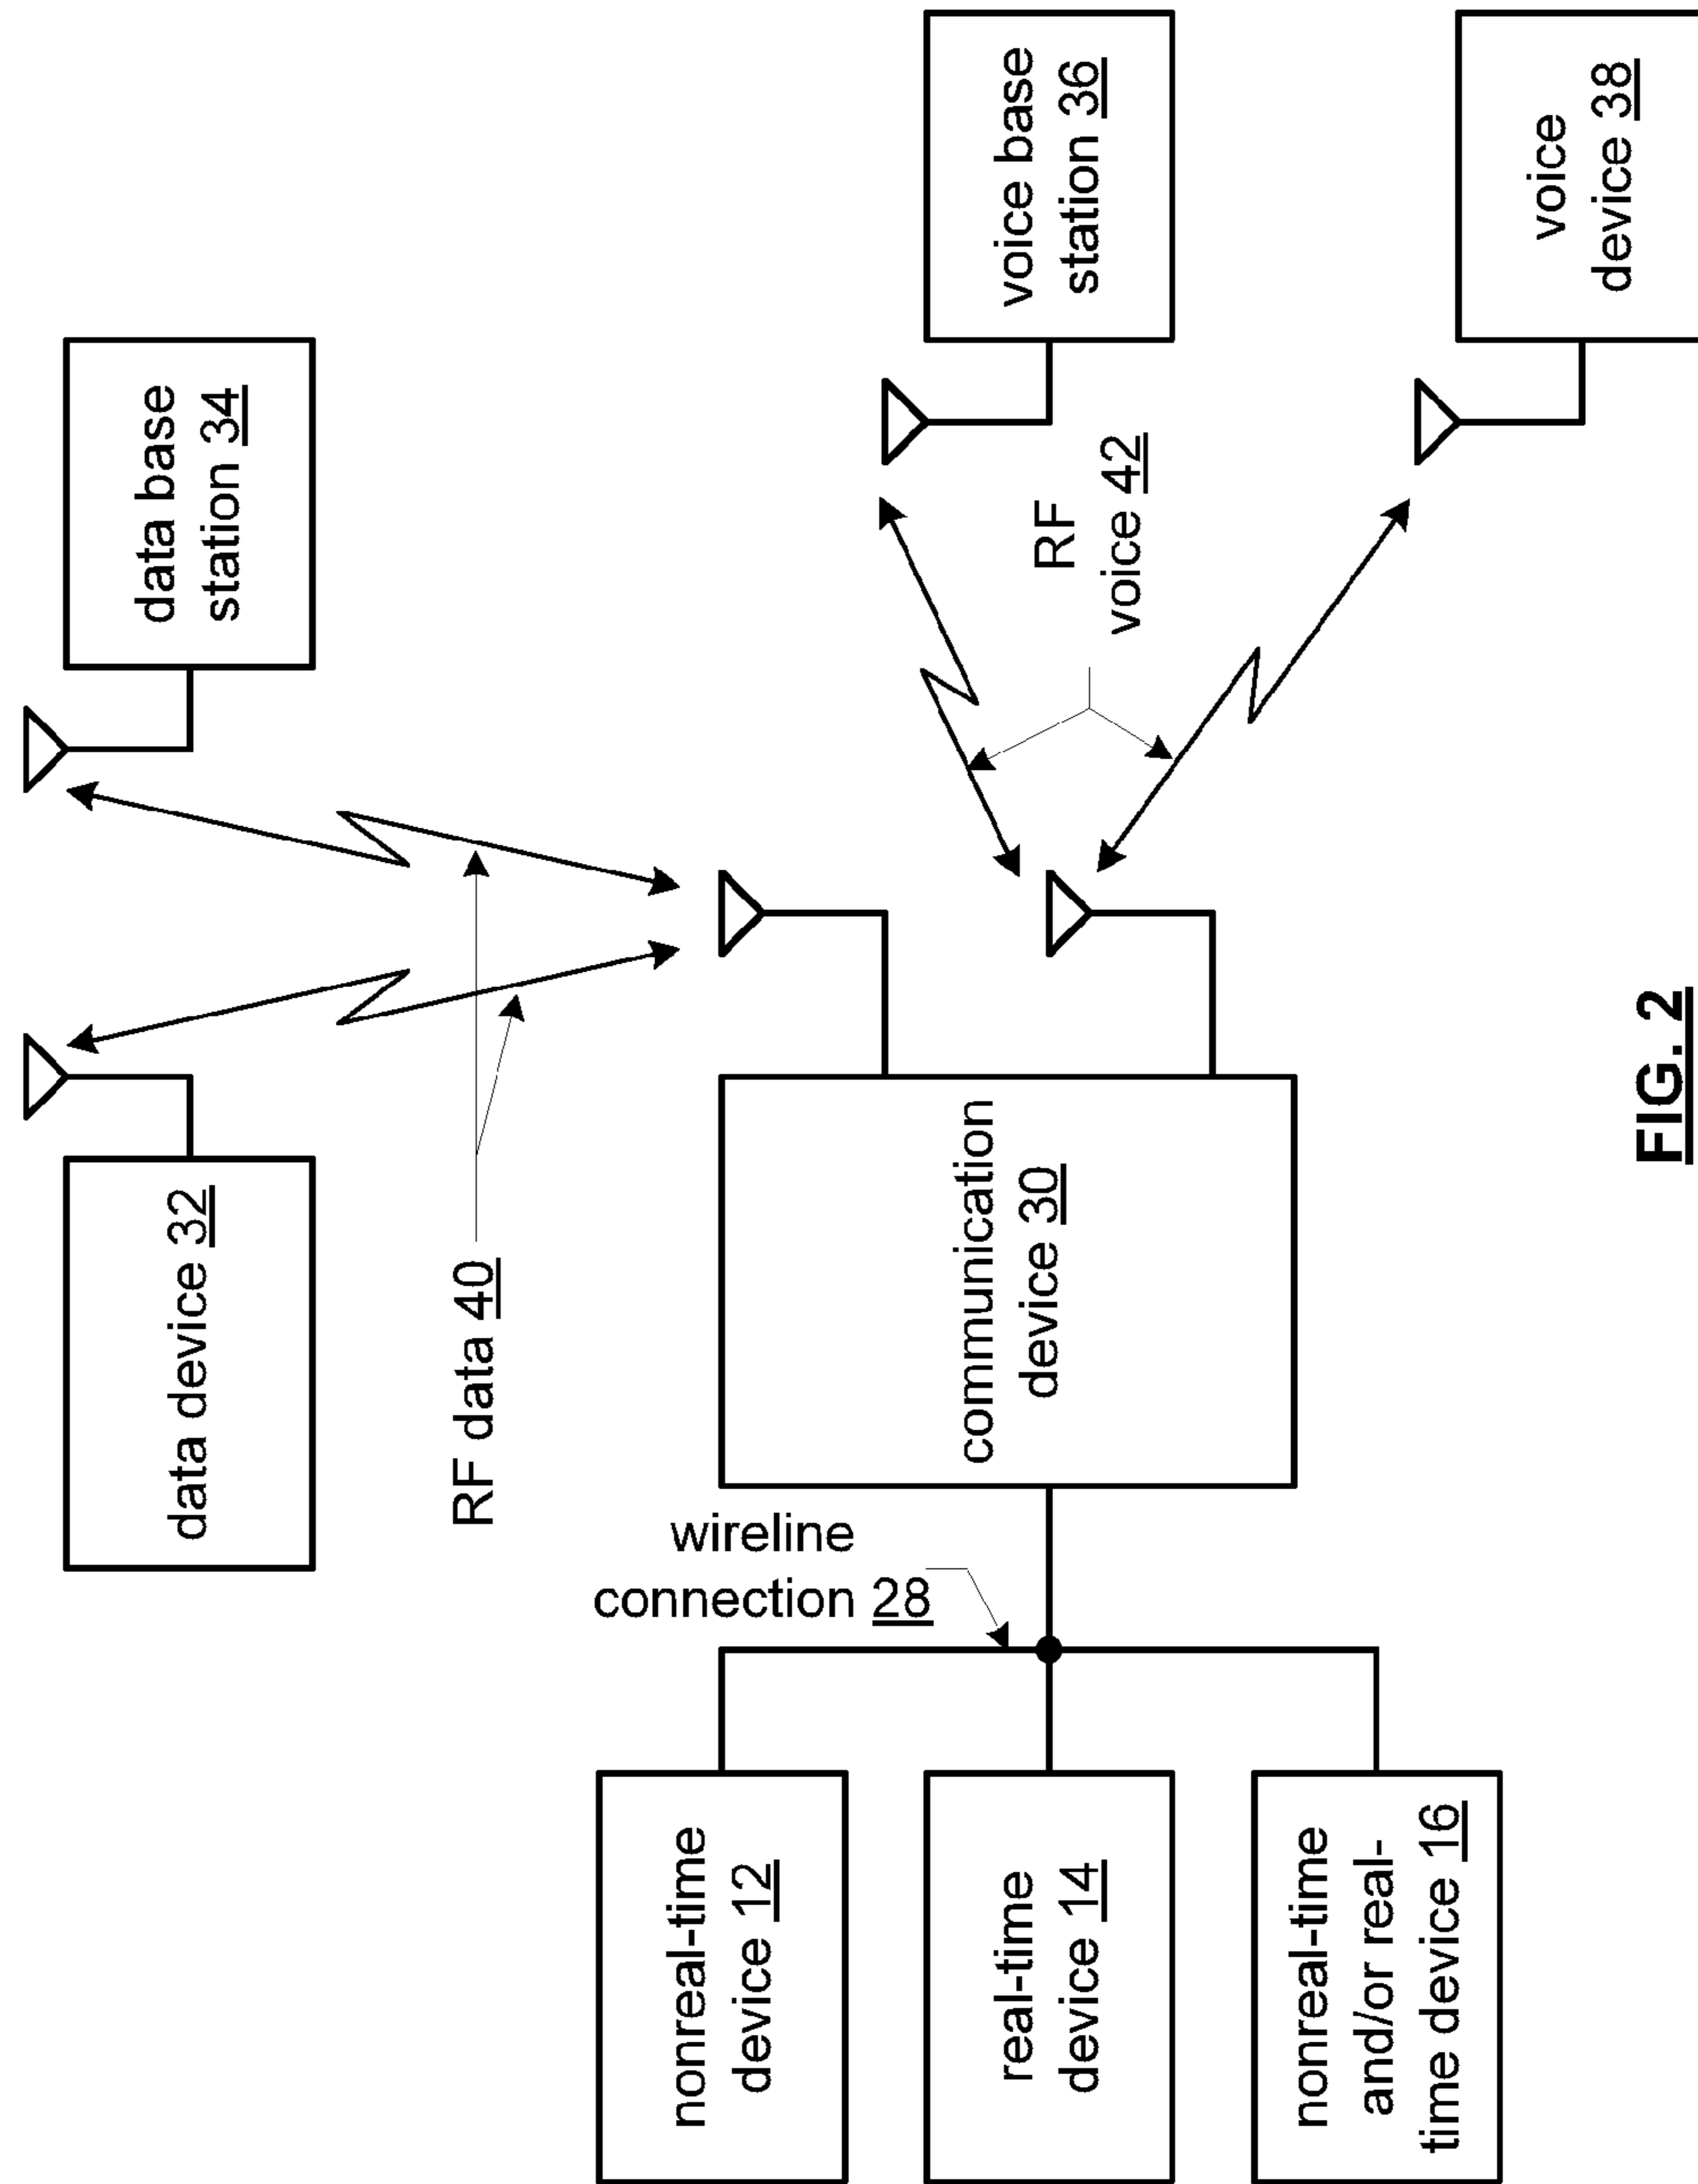 data device 32
data base
station 34
RF data 40
wireline
connection 28
nonreal-time
device 12
real-time
device 14
nonreal-time
and/or real-
time device 16
communication
device 30
RF
voice 42
voice base
station 36
voice
device 38
FIG. 2